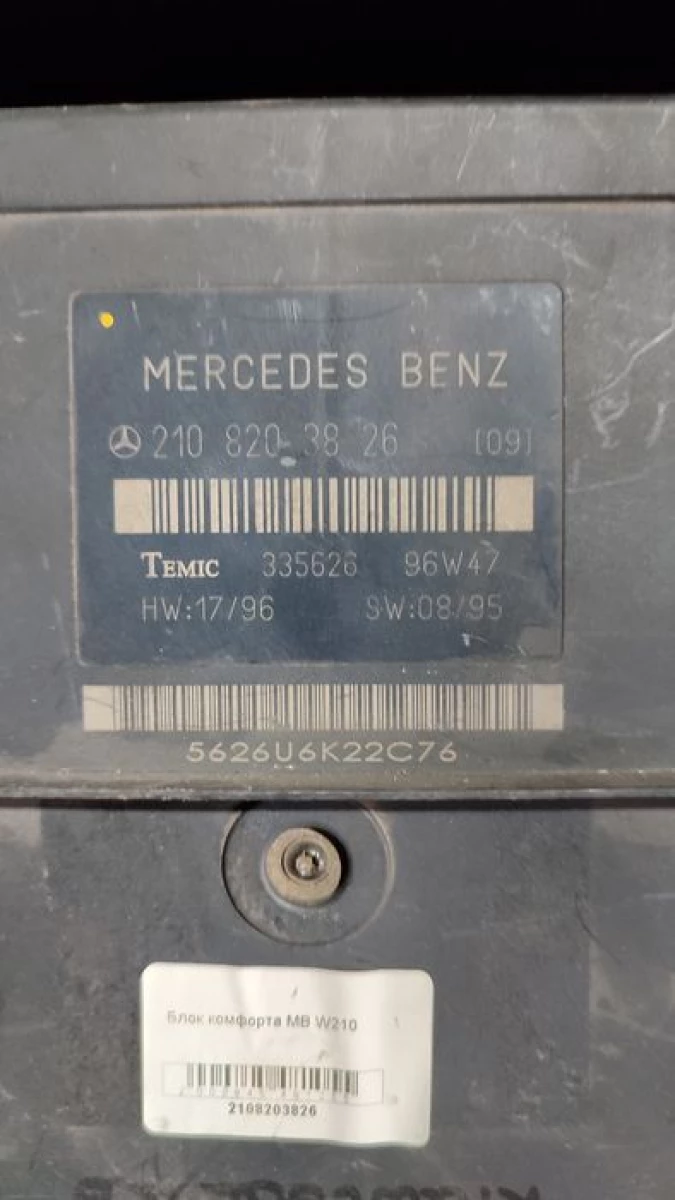 MERCEDES BENZ
210 820 38 26 [09]
TEMIC 335626 96W47
HW:17/96 SW:08/95
5626U6K22C76
Блок комфорта MB W210 1
2108203826